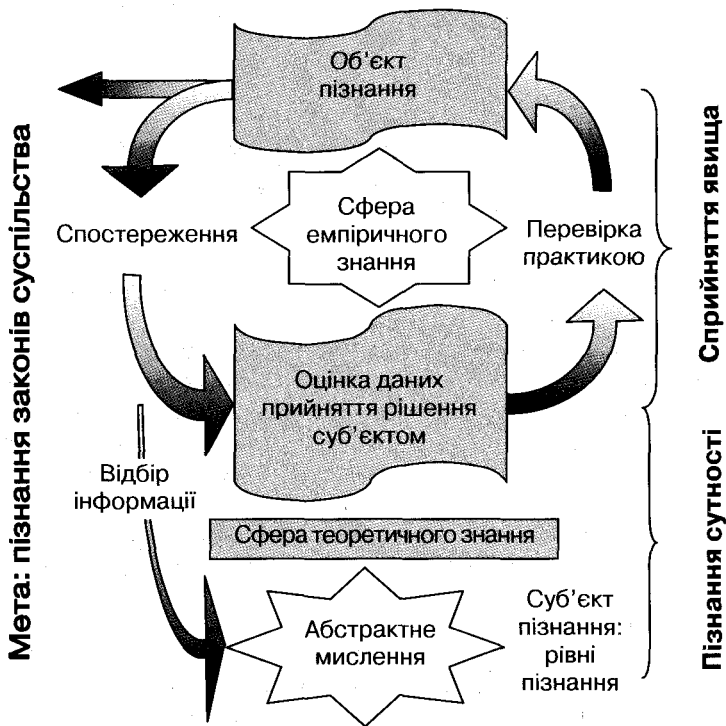 Об’єкт
пізнання
Мета: пізнання законів суспільства
Спостереження
Сфера
емпіричного
знання
Перевірка
практикою
Сприйняття явища
Оцінка даних
прийняття рішення
суб’єктом
Відбір
інформації
Сфера теоретичного знання
Абстрактне
мислення
Суб’єкт
пізнання:
рівні
пізнання
Пізнання сутності